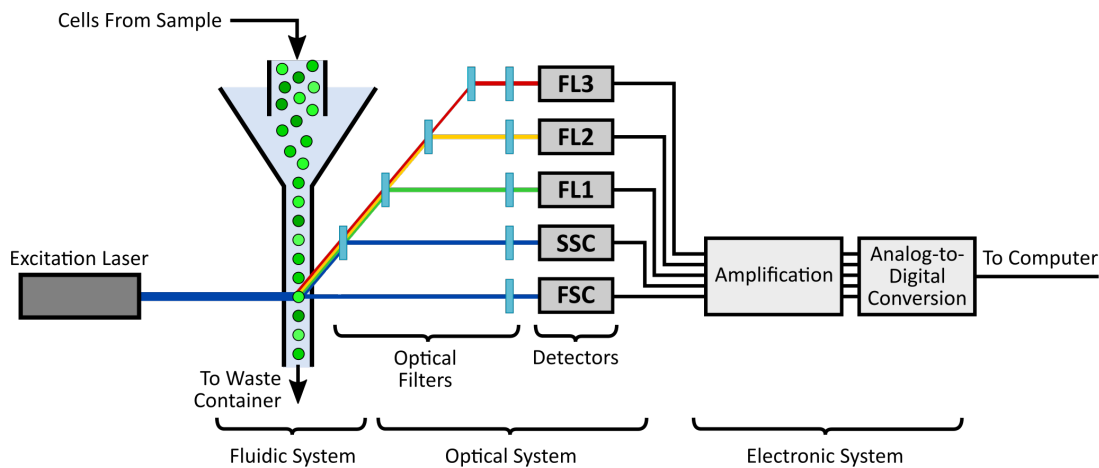 Cells From Sample
FL3
FL2
FL1
SSC
FSC
Excitation Laser
Amplification
Analog-to-
Digital
Conversion
To Computer
Optical
Filters
Detectors
To Waste
Container
Fluidic System
Optical System
Electronic System